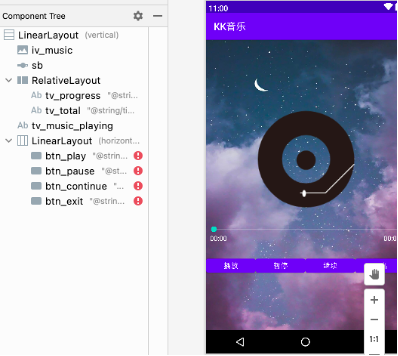 Component Tree
LinearLayout (vertical)
iv_music
sb
RelativeLayout
Ab tv_progress "@stri...
Ab tv_total "@string/ti...
Ab tv_music_playing
LinearLayout (horizont...
btn_play "@strin...
btn_pause "@strin...
btn_continue "...
btn_exit "@strin...
11:00
KK音乐
00:00
00:0
播放
暂停
继续
1:1